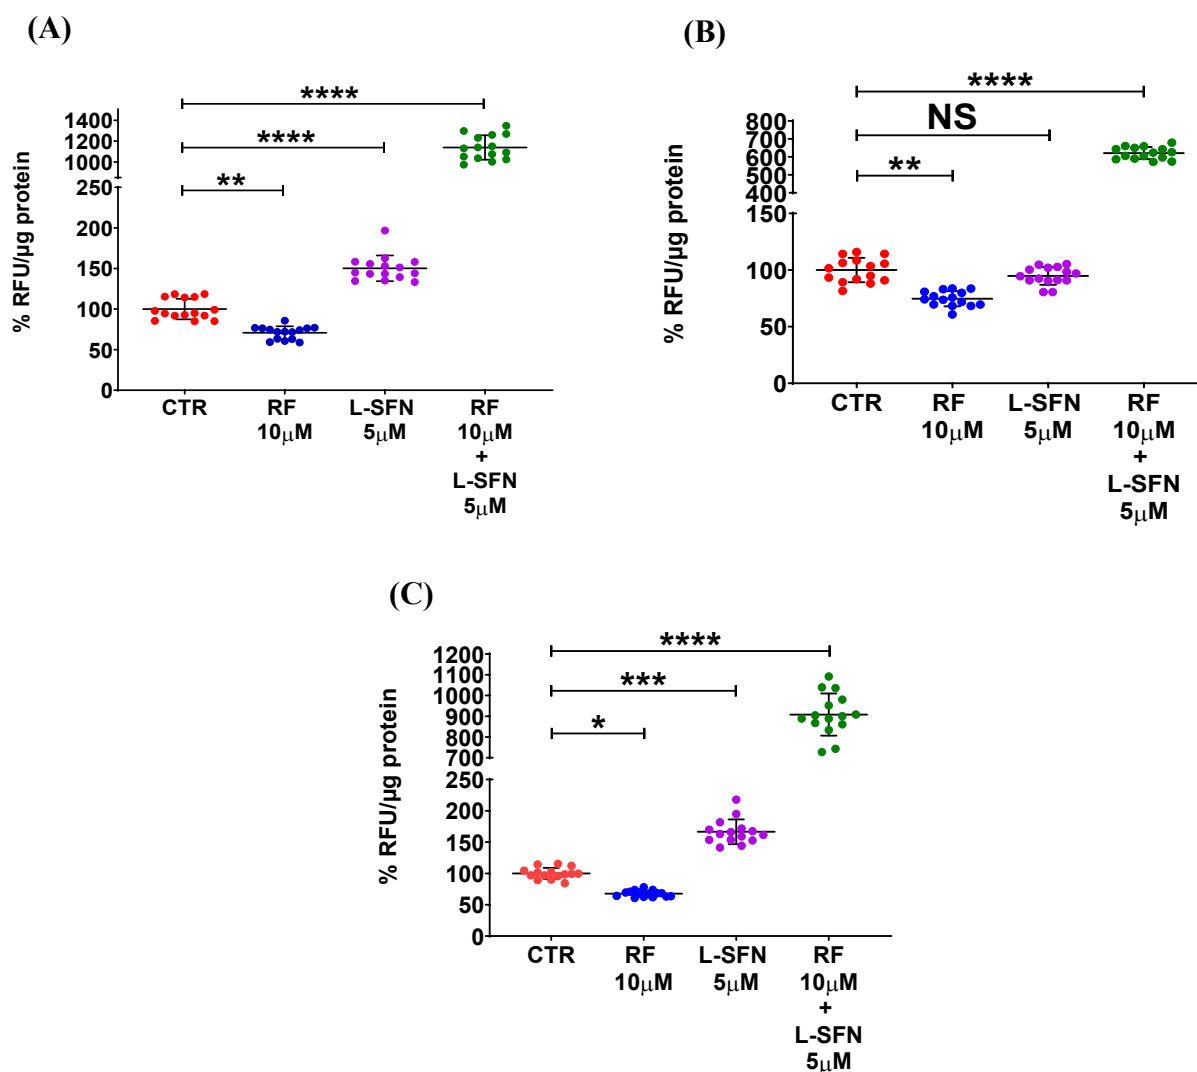 (A)
% RFU/µg protein
1400
1200
1000
250
200
150
100
50
0
****
****
**
CTR
RF
10µM
L-SFN
5µM
RF
10µM
+
L-SFN
5µM
(B)
% RFU/µg protein
800
700
600
500
400
150
100
50
0
****
NS
**
CTR
RF
10µM
L-SFN
5µM
RF
10µM
+
L-SFN
5µM
(C)
% RFU/µg protein
1200
1100
1000
900
800
700
250
200
150
100
50
0
****
***
*
CTR
RF
10µM
L-SFN
5µM
RF
10µM
+
L-SFN
5µM